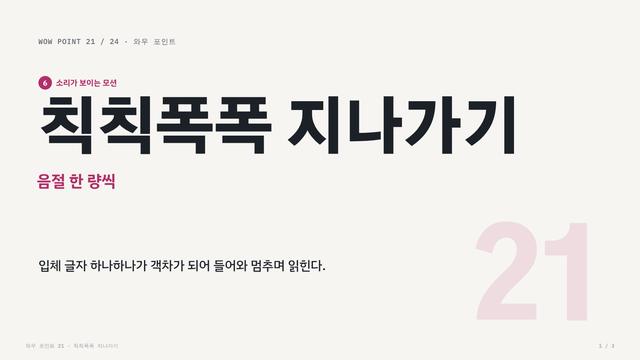 WOW POINT 21 / 24 · 와우 포인트
6 소리가 보이는 모션
칙칙폭폭 지나가기
음절 한 량씩
21
입체 글자 하나하나가 객차가 되어 들어와 멈추며 읽힌다.
와우 포인트 21 · 칙칙폭폭 지나가기
1 / 3